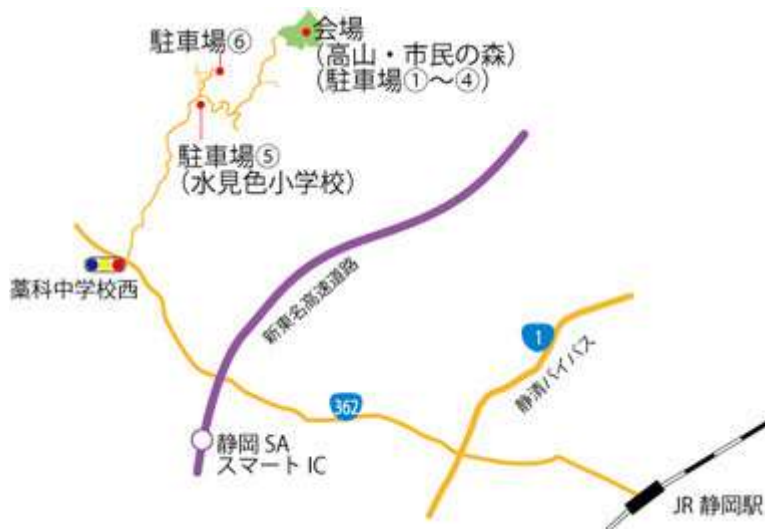 駐車場⑥
会場
(高山・市民の森)
(駐車場①～④)
駐車場⑤
(水見色小学校)
藁科中学校西
新東名高速道路
1
静清バイパス
362
静岡 SA
スマート IC
JR 静岡駅